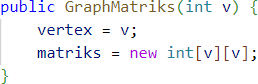 public GraphMatriks(int v) {
    vertex = v;
    matriks = new int[v][v];
}